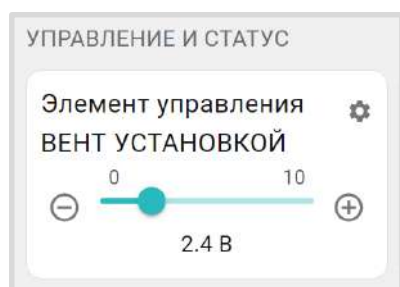 УПРАВЛЕНИЕ И СТАТУС
Элемент управления
ВЕНТ УСТАНОВКОЙ
0 10
2.4 В